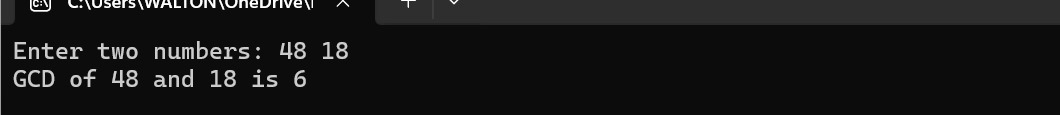 C:\Users\WALTON\OneDrive\
Enter two numbers: 48 18
GCD of 48 and 18 is 6